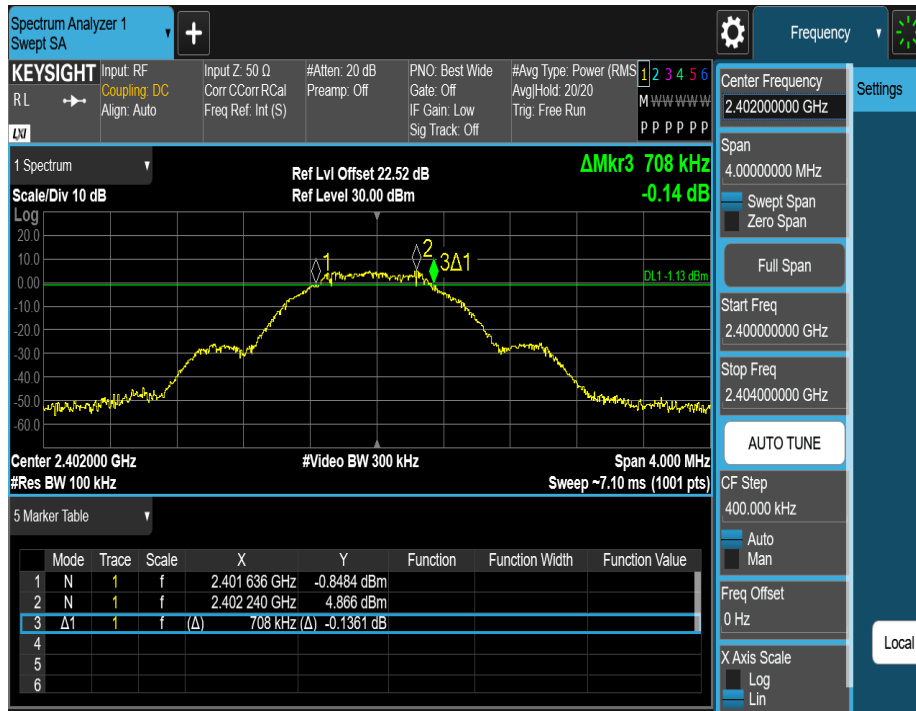 Spectrum Analyzer 1
Swept SA
+
Frequency
KEYSIGHT
RL
LXI
Input: RF
Coupling: DC
Align: Auto
Input Z: 50 Ω
Corr CCorr RCal
Freq Ref: Int (S)
#Atten: 20 dB
Preamp: Off
PNO: Best Wide
Gate: Off
IF Gain: Low
Sig Track: Off
#Avg Type: Power (RMS
Avg|Hold: 20/20
Trig: Free Run
1 2 3 4 5 6
M W W W W W
P P P P P P
1 Spectrum
Scale/Div 10 dB
Ref Lvl Offset 22.52 dB
Ref Level 30.00 dBm
ΔMkr3 708 kHz
-0.14 dB
Log
20.0
10.0
0.00
-10.0
-20.0
-30.0
-40.0
-50.0
-60.0
1
2
3Δ1
DL1 -1.13 dBm
Center 2.402000 GHz
#Video BW 300 kHz
Span 4.000 MHz
#Res BW 100 kHz
Sweep ~7.10 ms (1001 pts)
5 Marker Table
Mode Trace Scale X Y Function Function Width Function Value
1 N 1 f 2.401 636 GHz -0.8484 dBm
2 N 1 f 2.402 240 GHz 4.866 dBm
3 Δ1 1 f (Δ) 708 kHz (Δ) -0.1361 dB
4
5
6
Center Frequency
2.402000000 GHz
Settings
Span
4.00000000 MHz
Swept Span
Zero Span
Full Span
Start Freq
2.400000000 GHz
Stop Freq
2.404000000 GHz
AUTO TUNE
CF Step
400.000 kHz
Auto
Man
Freq Offset
0 Hz
Local
X Axis Scale
Log
Lin